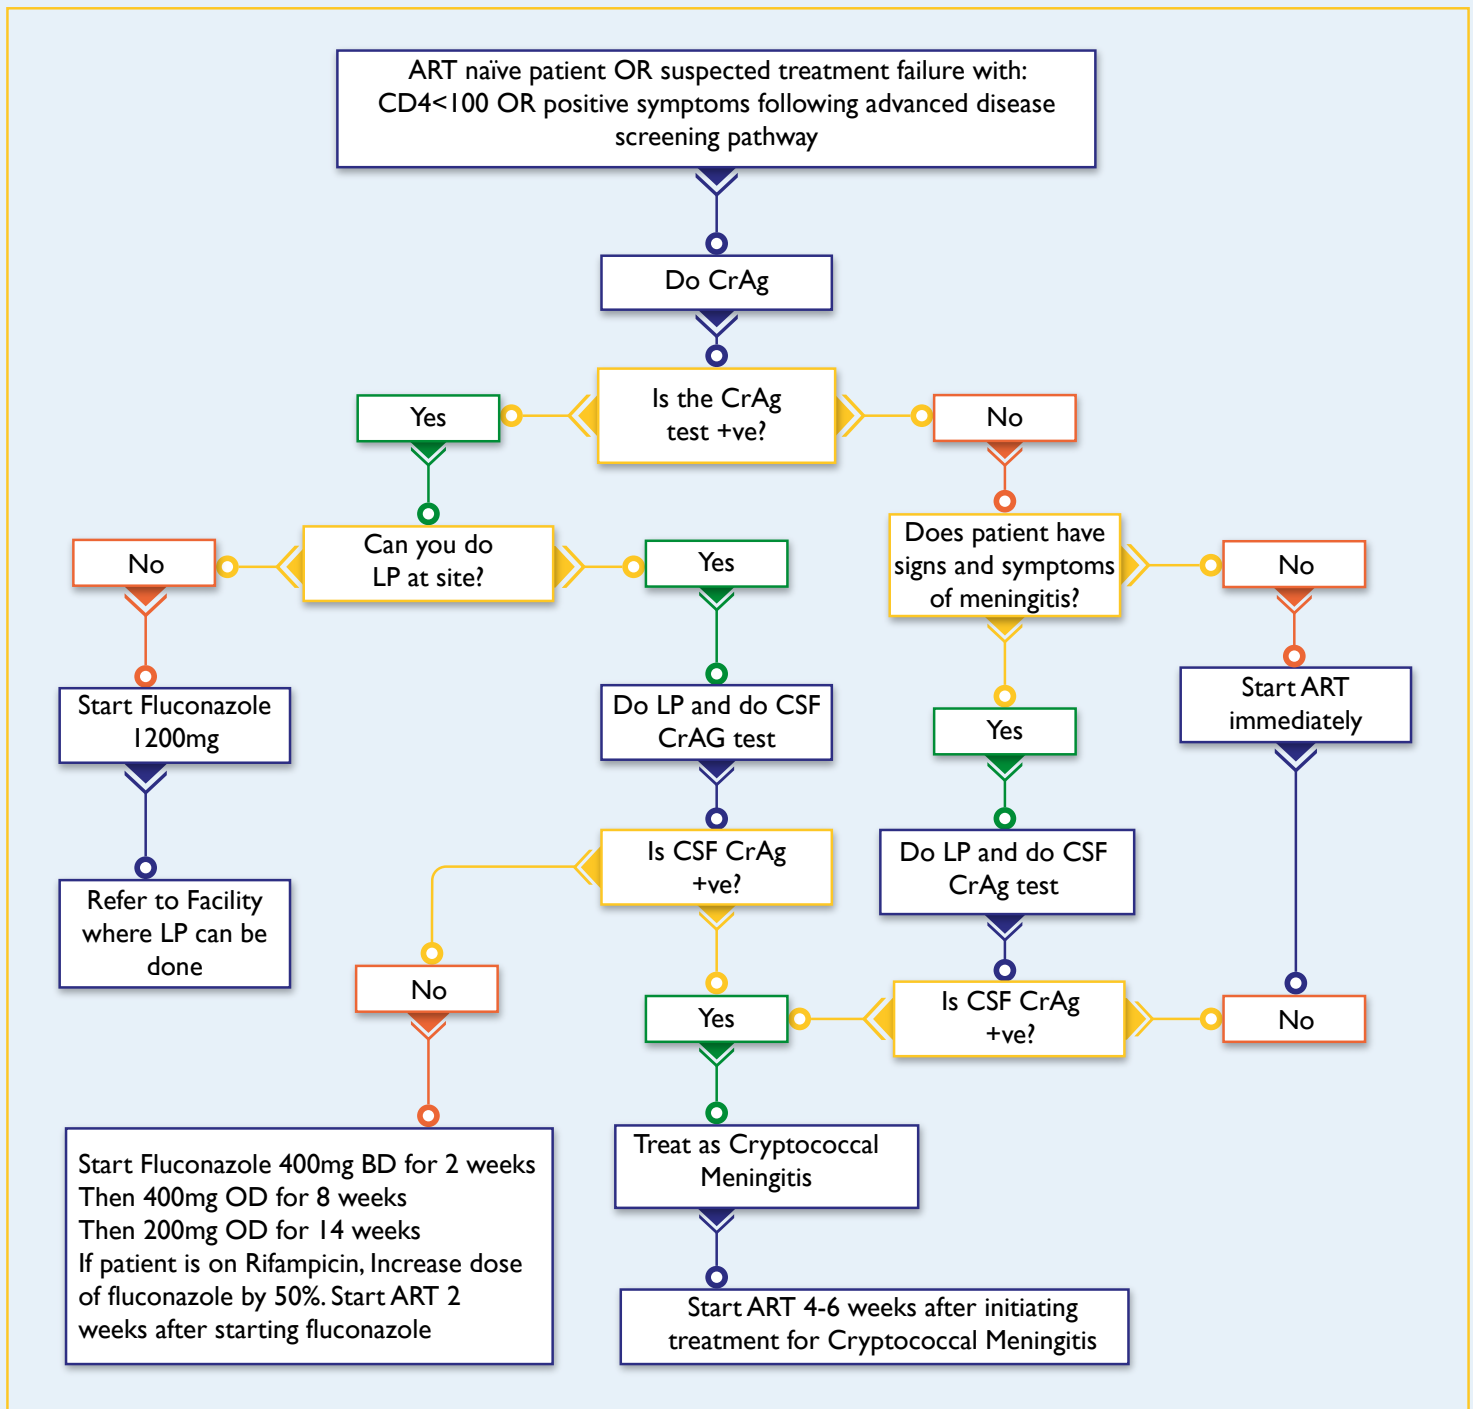 ART naïve patient OR suspected treatment failure with:
CD4<100 OR positive symptoms following advanced disease
screening pathway
Do CrAg
Is the CrAg
test +ve?
Yes
No
Can you do
LP at site?
No
Yes
Does patient have
signs and symptoms
of meningitis?
No
Yes
Start Fluconazole
1200mg
Do LP and do CSF
CrAG test
Start ART
immediately
Refer to Facility
where LP can be
done
Is CSF CrAg
+ve?
Do LP and do CSF
CrAg test
No
Yes
Is CSF CrAg
+ve?
No
Start Fluconazole 400mg BD for 2 weeks
Then 400mg OD for 8 weeks
Then 200mg OD for 14 weeks
If patient is on Rifampicin, Increase dose
of fluconazole by 50%. Start ART 2
weeks after starting fluconazole
Treat as Cryptococcal
Meningitis
Start ART 4-6 weeks after initiating
treatment for Cryptococcal Meningitis